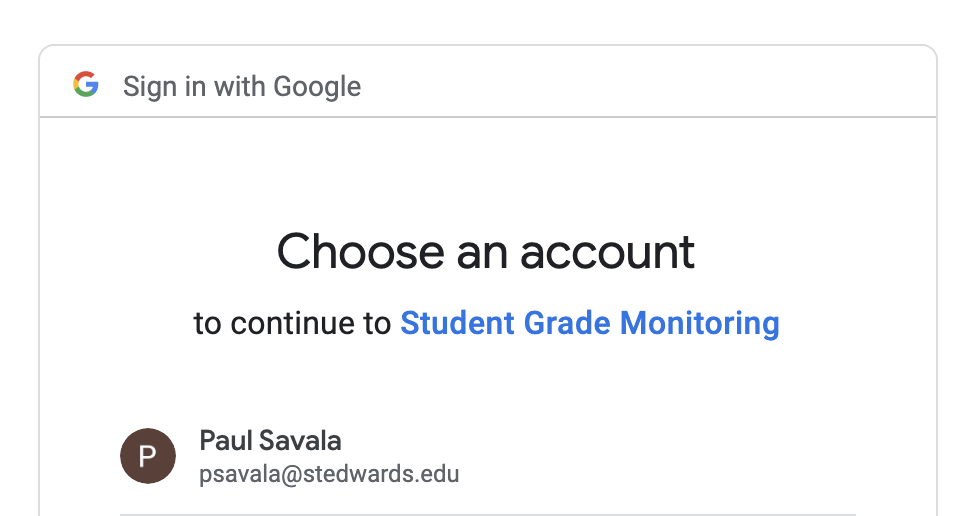 Sign in with Google
Choose an account
to continue to Student Grade Monitoring
P
Paul Savala
psavala@stedwards.edu